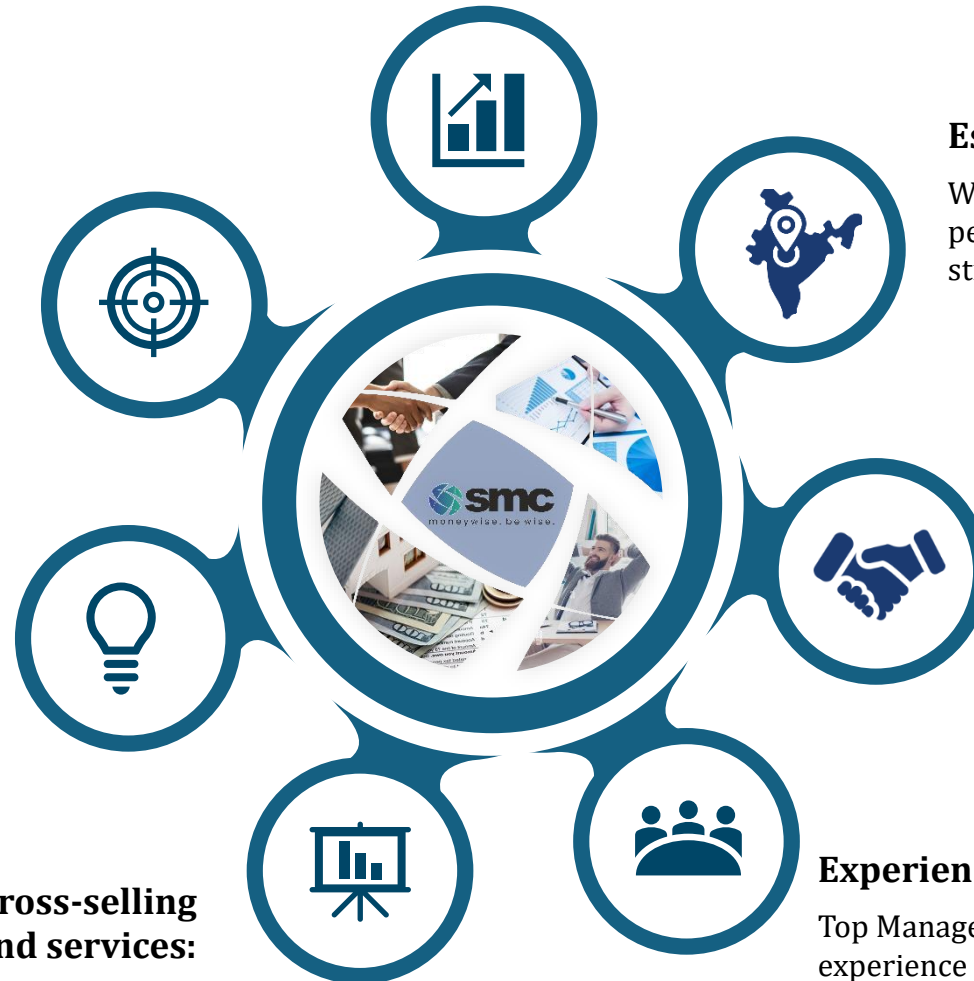 Es
W
pe
st
smc
moneywise. be wise.
ross-selling
nd services:
Experien
Top Manage
experience